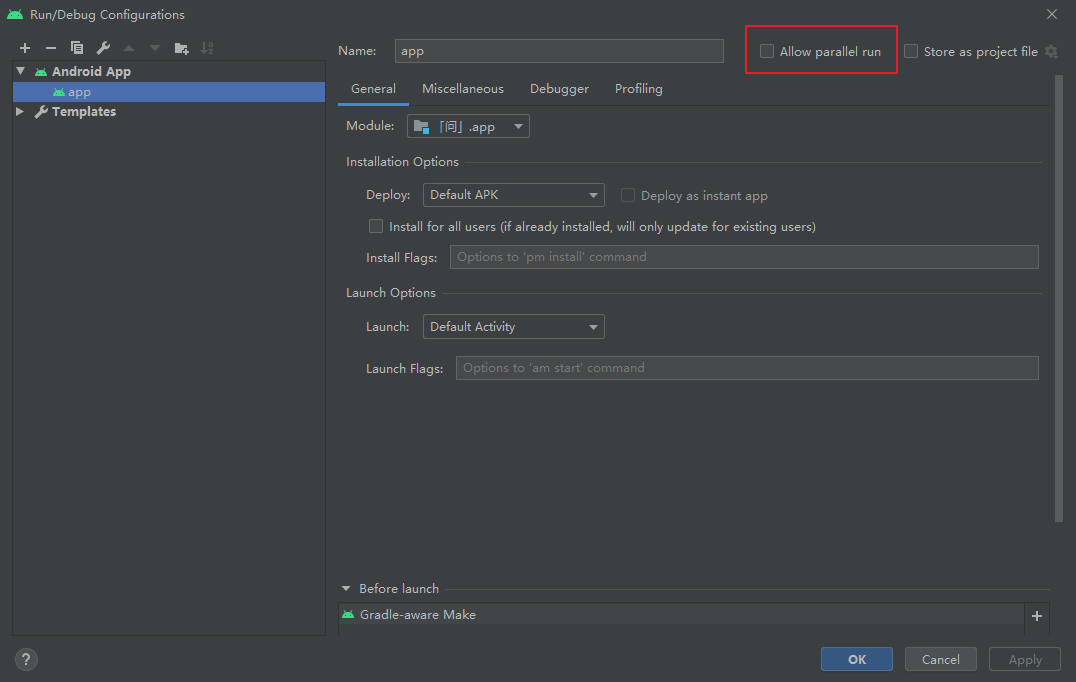 Run/Debug Configurations
Android App
app
Templates
Name: app
Allow parallel run
Store as project file
General Miscellaneous Debugger Profiling
Module: 「问」.app
Installation Options
Deploy: Default APK Deploy as instant app
Install for all users (if already installed, will only update for existing users)
Install Flags: Options to 'pm install' command
Launch Options
Launch: Default Activity
Launch Flags: Options to 'am start' command
Before launch
Gradle-aware Make
?
OK Cancel Apply